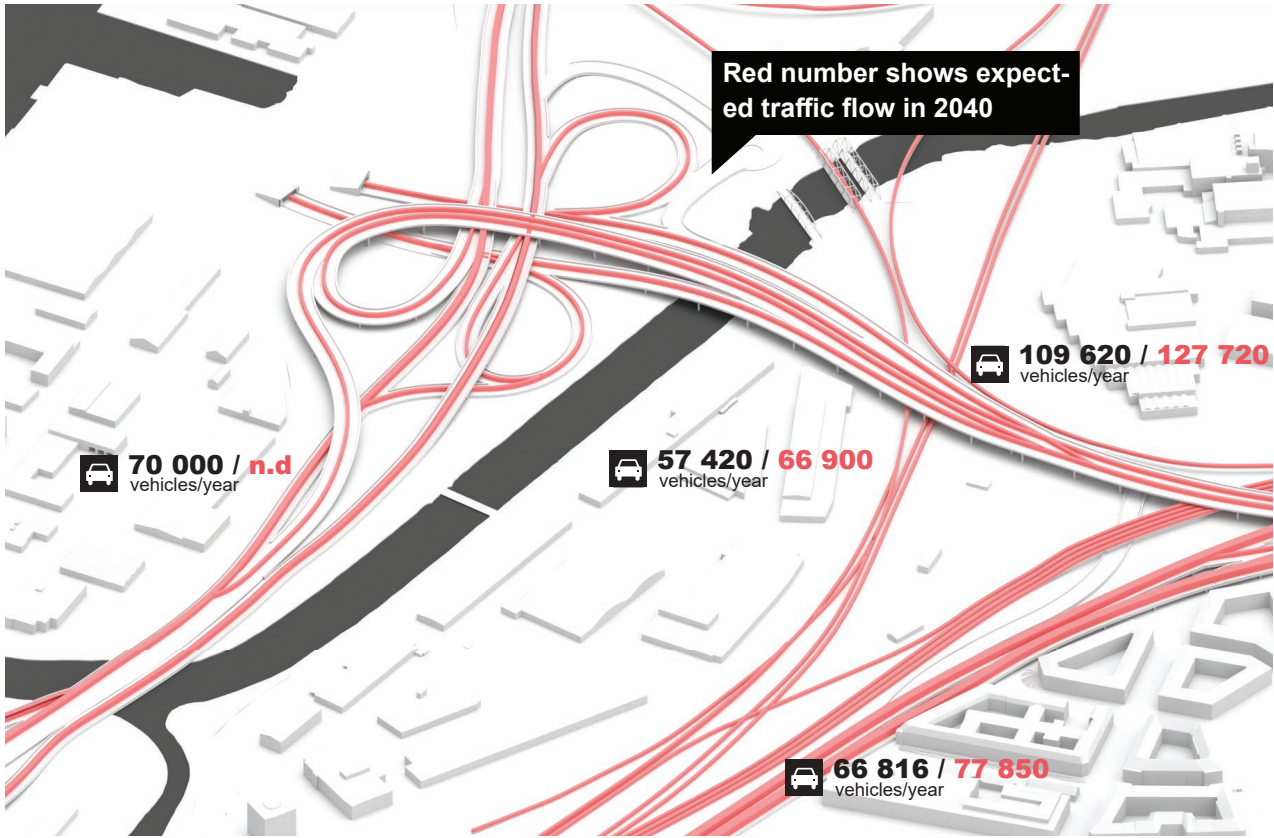 Red number shows expect-
ed traffic flow in 2040
109 620 / 127 720
vehicles/year
70 000 / n.d
vehicles/year
57 420 / 66 900
vehicles/year
66 816 / 77 850
vehicles/year